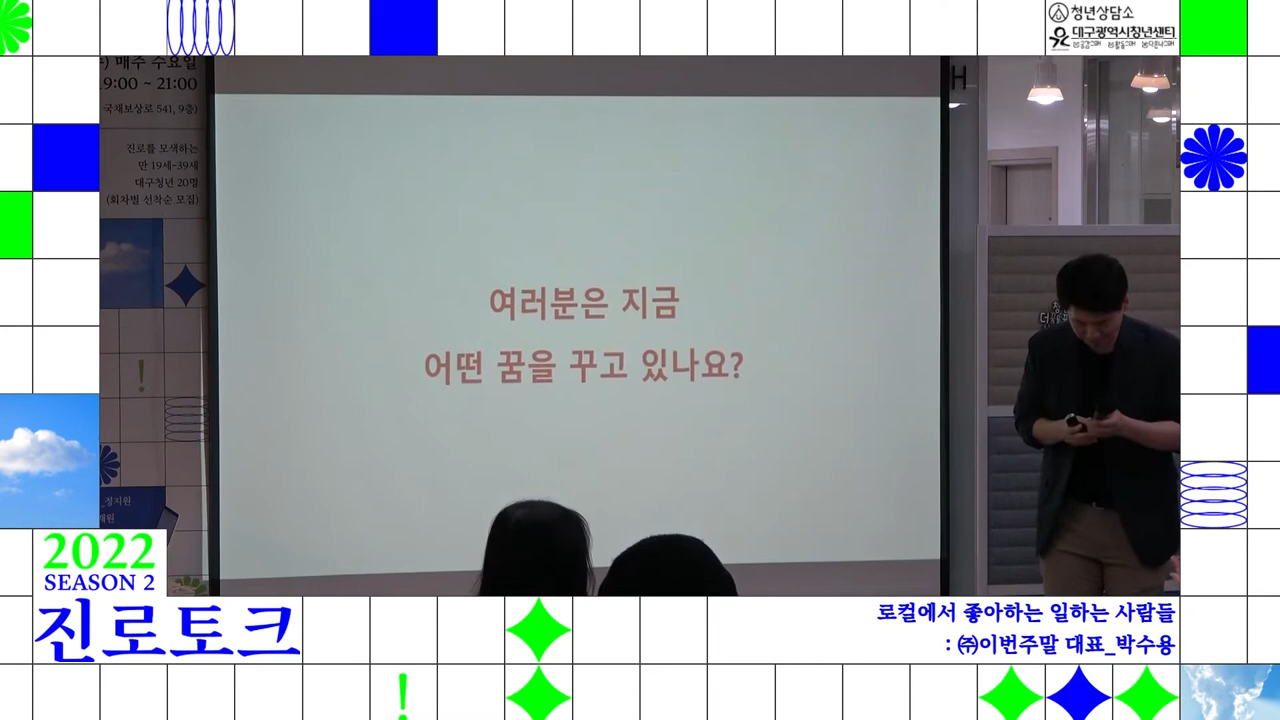 청년상담소
대구광역시청년센터
매주 수요일
19:00 ~ 21:00
국채보상로 541, 9층)
진로를 모색하는
만 19세-39세
대구청년 20명
(회차별 선착순 모집)
여러분은 지금
어떤 꿈을 꾸고 있나요?
정지원
2022
SEASON 2
진로토크
로컬에서 좋아하는 일하는 사람들
: ㈜이번주말 대표_박수용